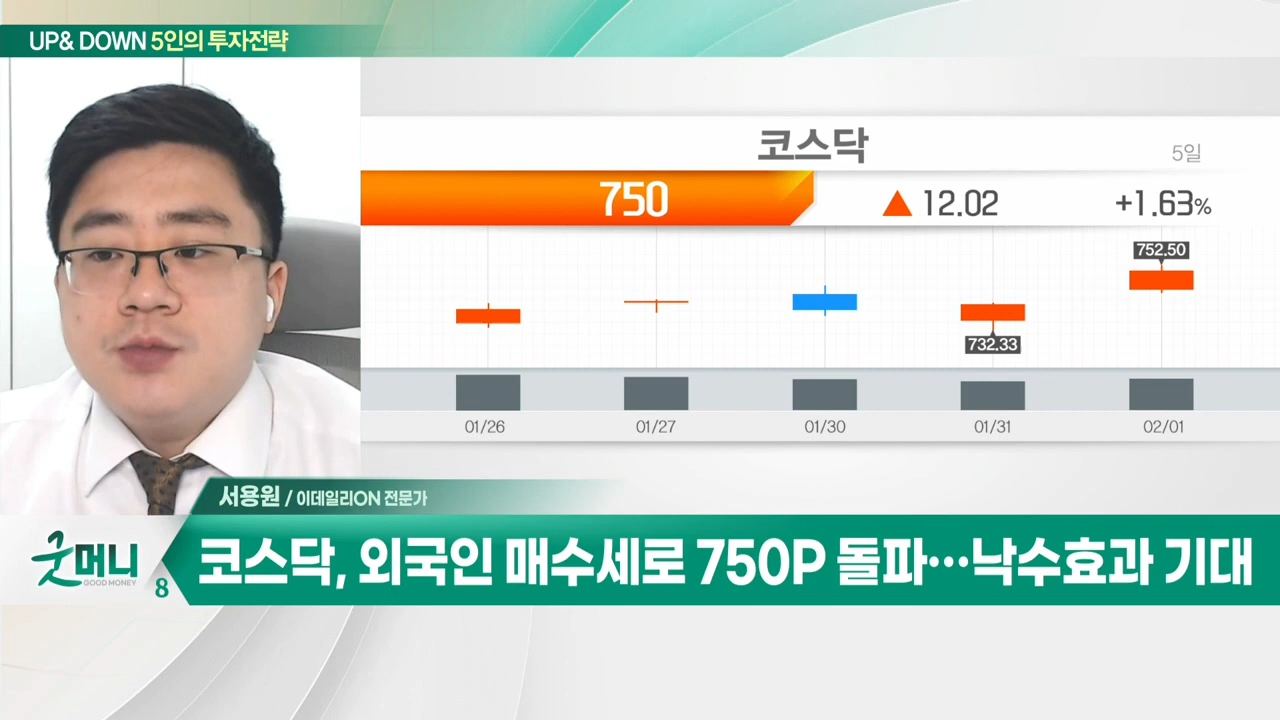 UP& DOWN 5인의 투자전략
코스닥
5일
750 ▲ 12.02 +1.63%
752.50
732.33
01/26 01/27 01/30 01/31 02/01
서용원 / 이데일리ON 전문가
굿머니
GOOD MONEY
8
코스닥, 외국인 매수세로 750P 돌파…낙수효과 기대